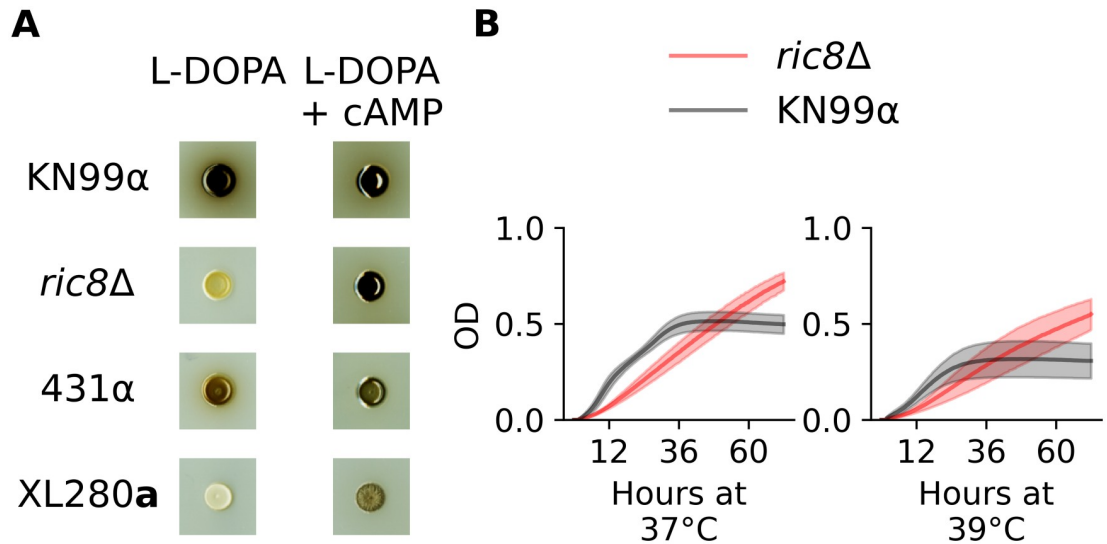 A
L-DOPA
L-DOPA
+ cAMP
KN99α
ric8Δ
431α
XL280a
B
ric8Δ
KN99α
OD
1.0
0.5
0.0
12 36 60
Hours at
37°C
1.0
0.5
0.0
12 36 60
Hours at
39°C